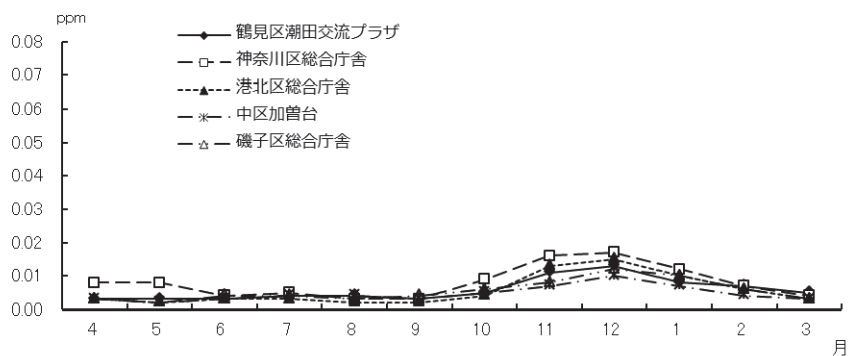 ppm
0.08
0.07
0.06
0.05
0.04
0.03
0.02
0.01
0.00
鶴見区潮田交流プラザ
神奈川区総合庁舎
港北区総合庁舎
中区加曽台
磯子区総合庁舎
4 5 6 7 8 9 10 11 12 1 2 3
月